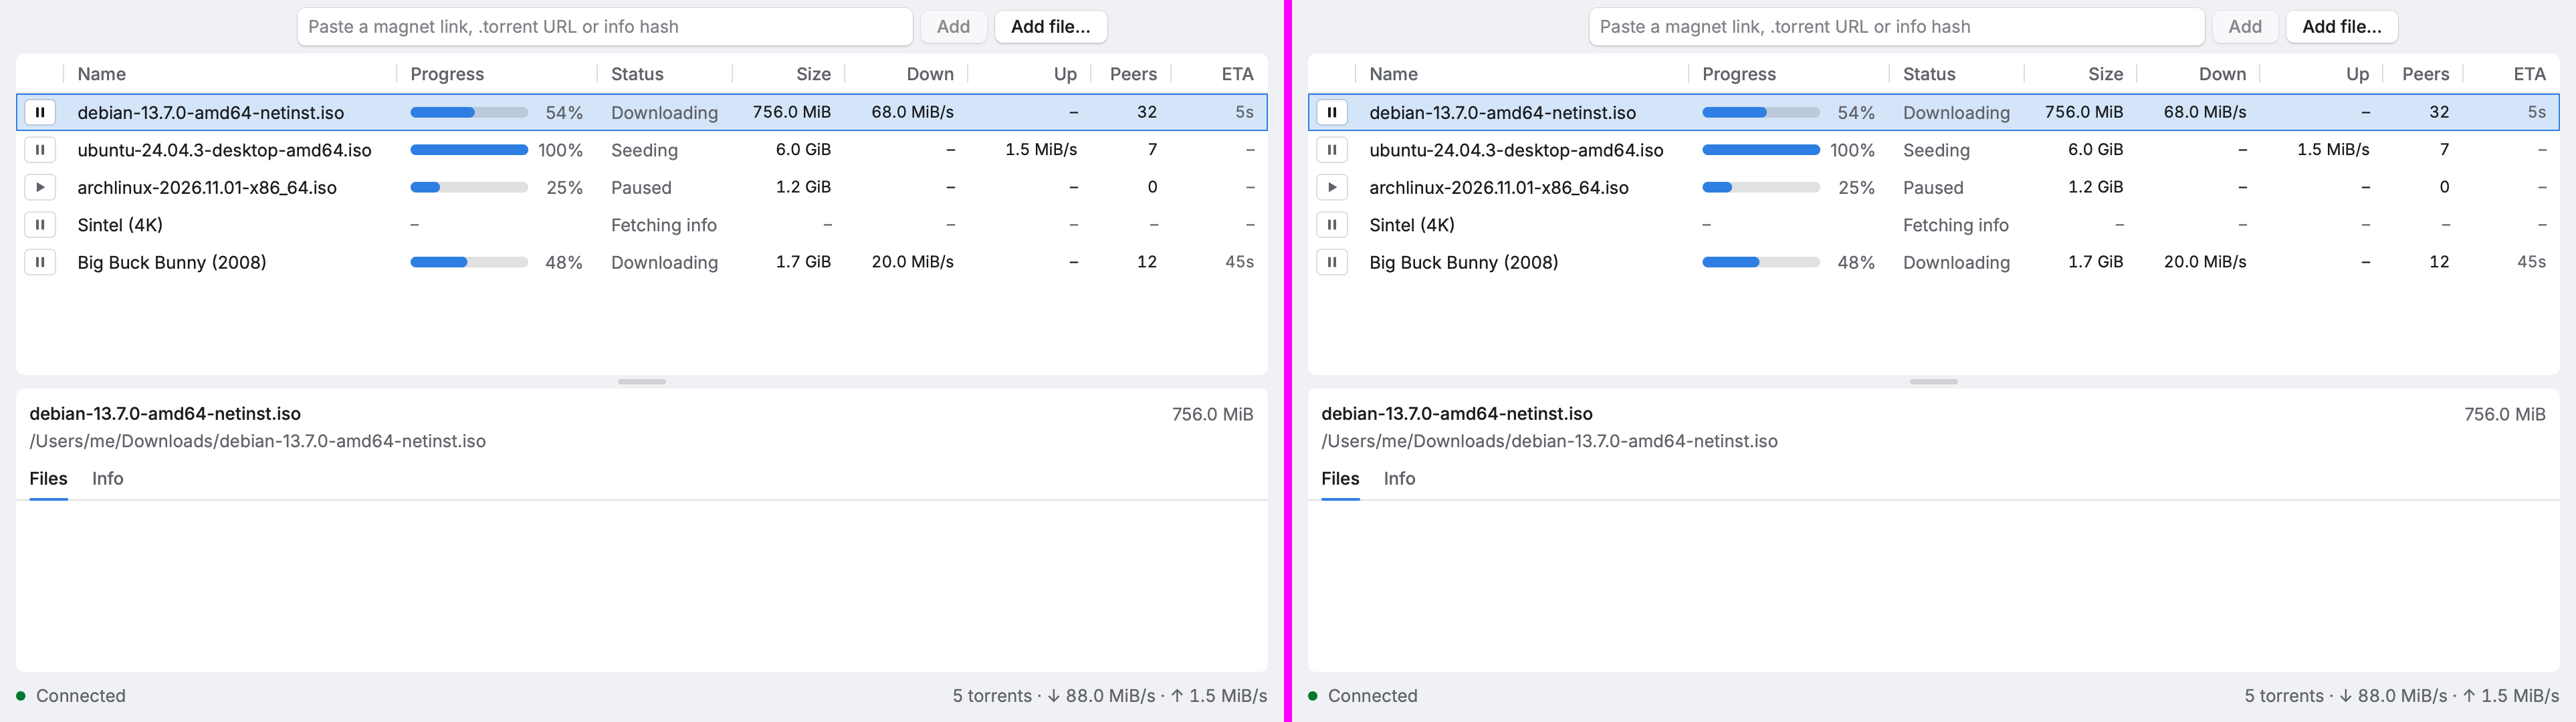 Paste a magnet link, .torrent URL or info hash Add Add file...
Name Progress Status Size Down Up Peers ETA
debian-13.7.0-amd64-netinst.iso 54% Downloading 756.0 MiB 68.0 MiB/s – 32 5s
ubuntu-24.04.3-desktop-amd64.iso 100% Seeding 6.0 GiB – 1.5 MiB/s 7 –
archlinux-2026.11.01-x86_64.iso 25% Paused 1.2 GiB – – 0 –
Sintel (4K) – Fetching info – – – – –
Big Buck Bunny (2008) 48% Downloading 1.7 GiB 20.0 MiB/s – 12 45s
debian-13.7.0-amd64-netinst.iso 756.0 MiB
/Users/me/Downloads/debian-13.7.0-amd64-netinst.iso
Files Info
Connected 5 torrents · ↓ 88.0 MiB/s · ↑ 1.5 MiB/s
Paste a magnet link, .torrent URL or info hash Add Add file...
Name Progress Status Size Down Up Peers ETA
debian-13.7.0-amd64-netinst.iso 54% Downloading 756.0 MiB 68.0 MiB/s – 32 5s
ubuntu-24.04.3-desktop-amd64.iso 100% Seeding 6.0 GiB – 1.5 MiB/s 7 –
archlinux-2026.11.01-x86_64.iso 25% Paused 1.2 GiB – – 0 –
Sintel (4K) – Fetching info – – – – –
Big Buck Bunny (2008) 48% Downloading 1.7 GiB 20.0 MiB/s – 12 45s
debian-13.7.0-amd64-netinst.iso 756.0 MiB
/Users/me/Downloads/debian-13.7.0-amd64-netinst.iso
Files Info
Connected 5 torrents · ↓ 88.0 MiB/s · ↑ 1.5 MiB/s